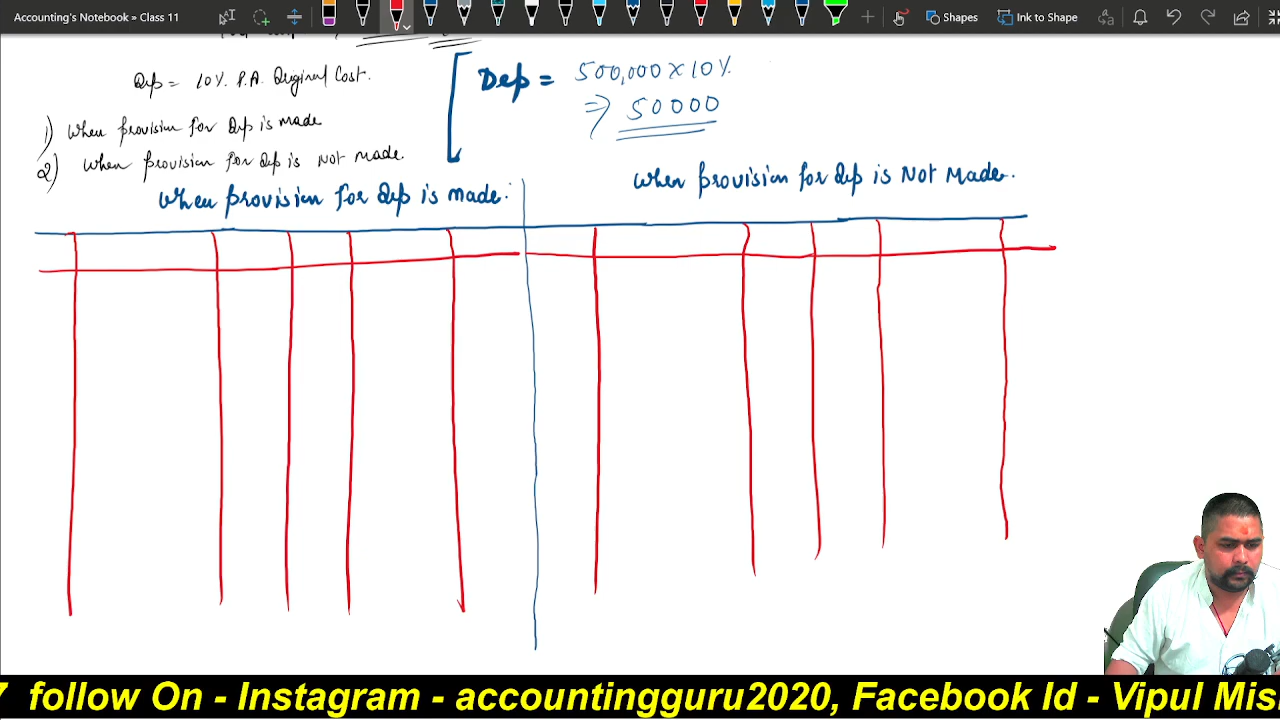 Accounting's Notebook » Class 11
Shapes
Ink to Shape
Dep = 10% P.A. Original Cost.
1) When provision for Dep is made
2) When provision for Dep is Not Made.
Dep = 500,000 × 10%
⇒ 50000
When provision for Dep is made:
When provision for Dep is Not Made.
7 follow On - Instagram - accountingguru2020, Facebook Id - Vipul Mis